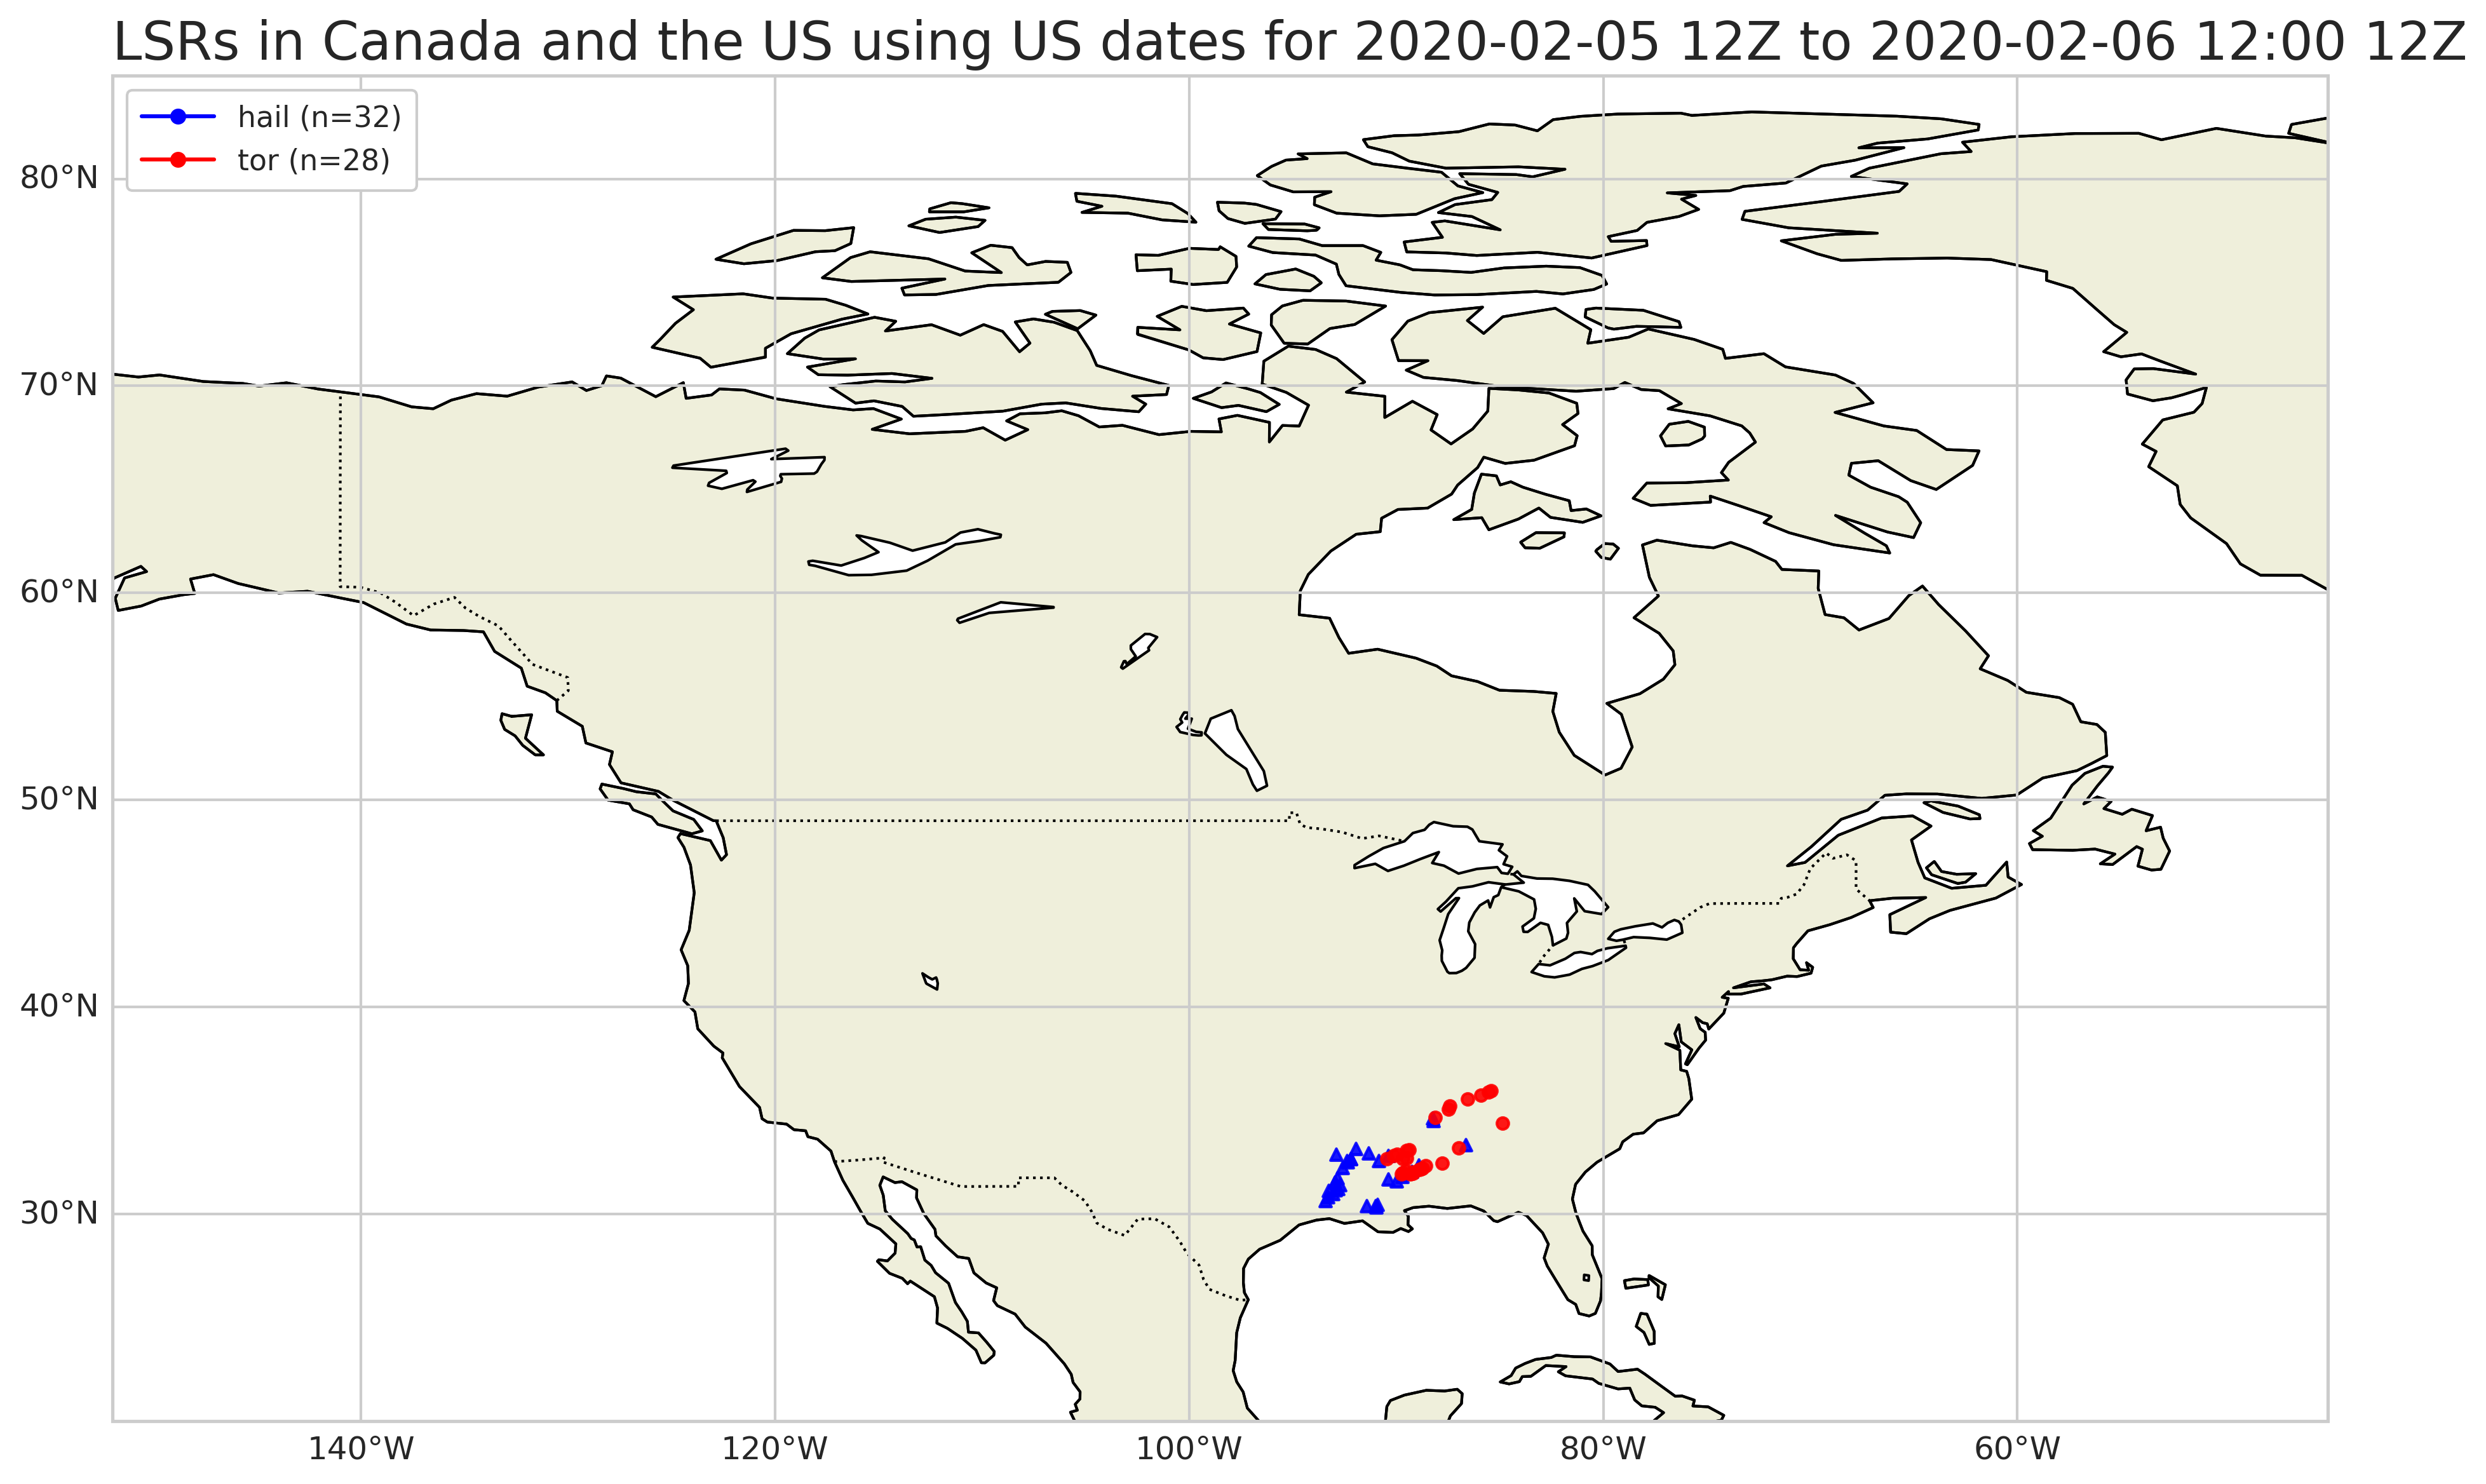 LSRs in Canada and the US using US dates for 2020-02-05 12Z to 2020-02-06 12:00 12Z
hail (n=32)
tor (n=28)
80°N
70°N
60°N
50°N
40°N
30°N
140°W 120°W 100°W 80°W 60°W